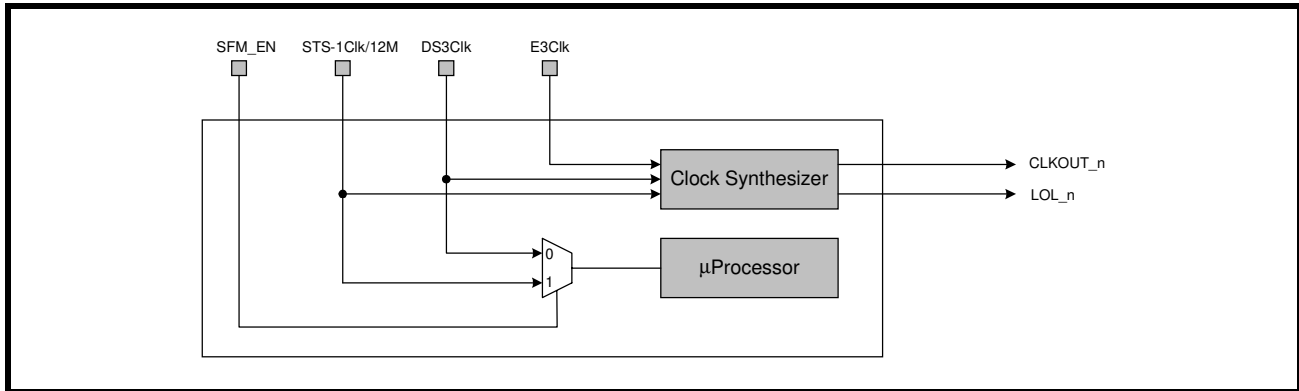 SFM_EN STS-1Clk/12M DS3Clk E3Clk
Clock Synthesizer
CLKOUT_n
LOL_n
0
1
μProcessor